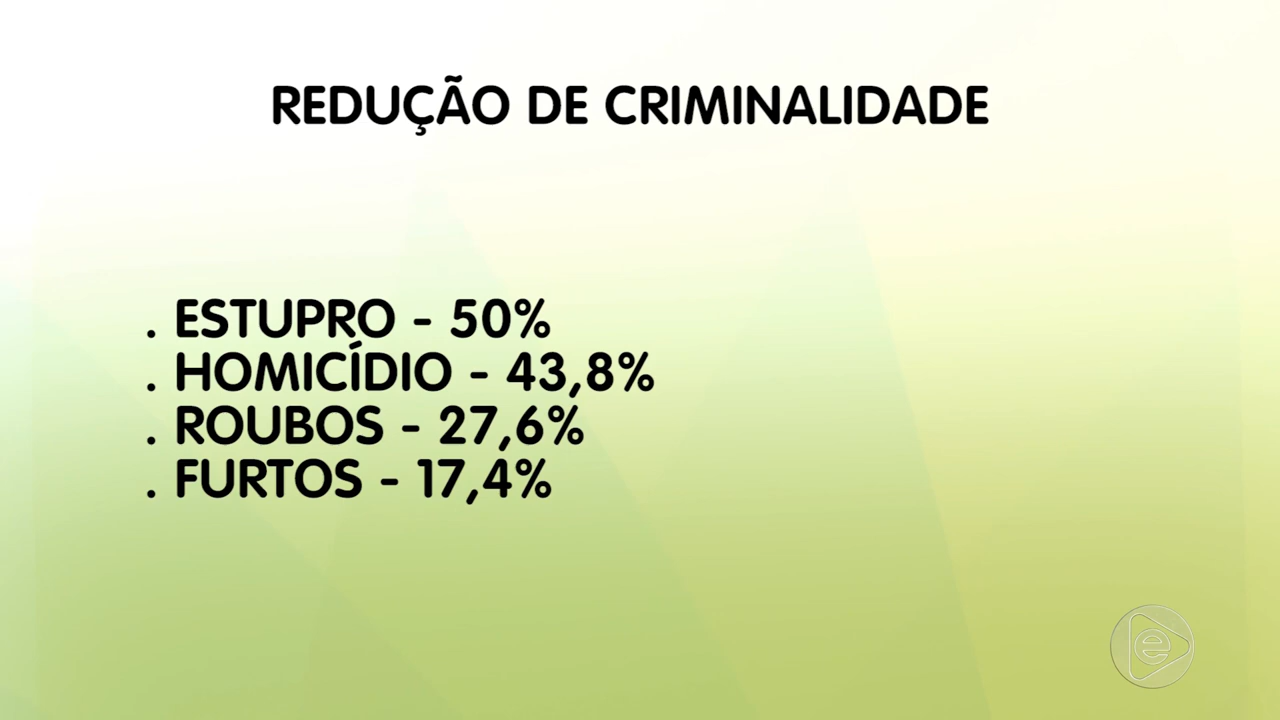 REDUÇÃO DE CRIMINALIDADE
. ESTUPRO - 50%
. HOMICÍDIO - 43,8%
. ROUBOS - 27,6%
. FURTOS - 17,4%
e